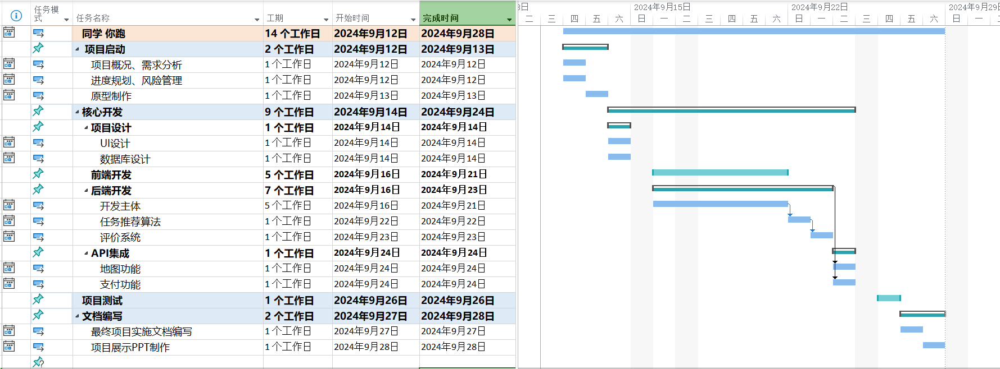 任务模式 任务名称 工期 开始时间 完成时间
8日 2024年9月15日 2024年9月22日 2024年9月29日
二 三 四 五 六 日 一 二 三 四 五 六 日 一 二 三 四 五 六 日 一
同学 你跑 14 个工作日 2024年9月12日 2024年9月28日
项目启动 2 个工作日 2024年9月12日 2024年9月13日
项目概况、需求分析 1 个工作日 2024年9月12日 2024年9月12日
进度规划、风险管理 1 个工作日 2024年9月12日 2024年9月12日
原型制作 1 个工作日 2024年9月13日 2024年9月13日
核心开发 9 个工作日 2024年9月14日 2024年9月24日
项目设计 1 个工作日 2024年9月14日 2024年9月14日
UI设计 1 个工作日 2024年9月14日 2024年9月14日
数据库设计 1 个工作日 2024年9月14日 2024年9月14日
前端开发 5 个工作日 2024年9月16日 2024年9月21日
后端开发 7 个工作日 2024年9月16日 2024年9月23日
开发主体 5 个工作日 2024年9月16日 2024年9月21日
任务推荐算法 1 个工作日 2024年9月22日 2024年9月22日
评价系统 1 个工作日 2024年9月23日 2024年9月23日
API集成 1 个工作日 2024年9月24日 2024年9月24日
地图功能 1 个工作日 2024年9月24日 2024年9月24日
支付功能 1 个工作日 2024年9月24日 2024年9月24日
项目测试 1 个工作日 2024年9月26日 2024年9月26日
文档编写 2 个工作日 2024年9月27日 2024年9月28日
最终项目实施文档编写 1 个工作日 2024年9月27日 2024年9月27日
项目展示PPT制作 1 个工作日 2024年9月28日 2024年9月28日